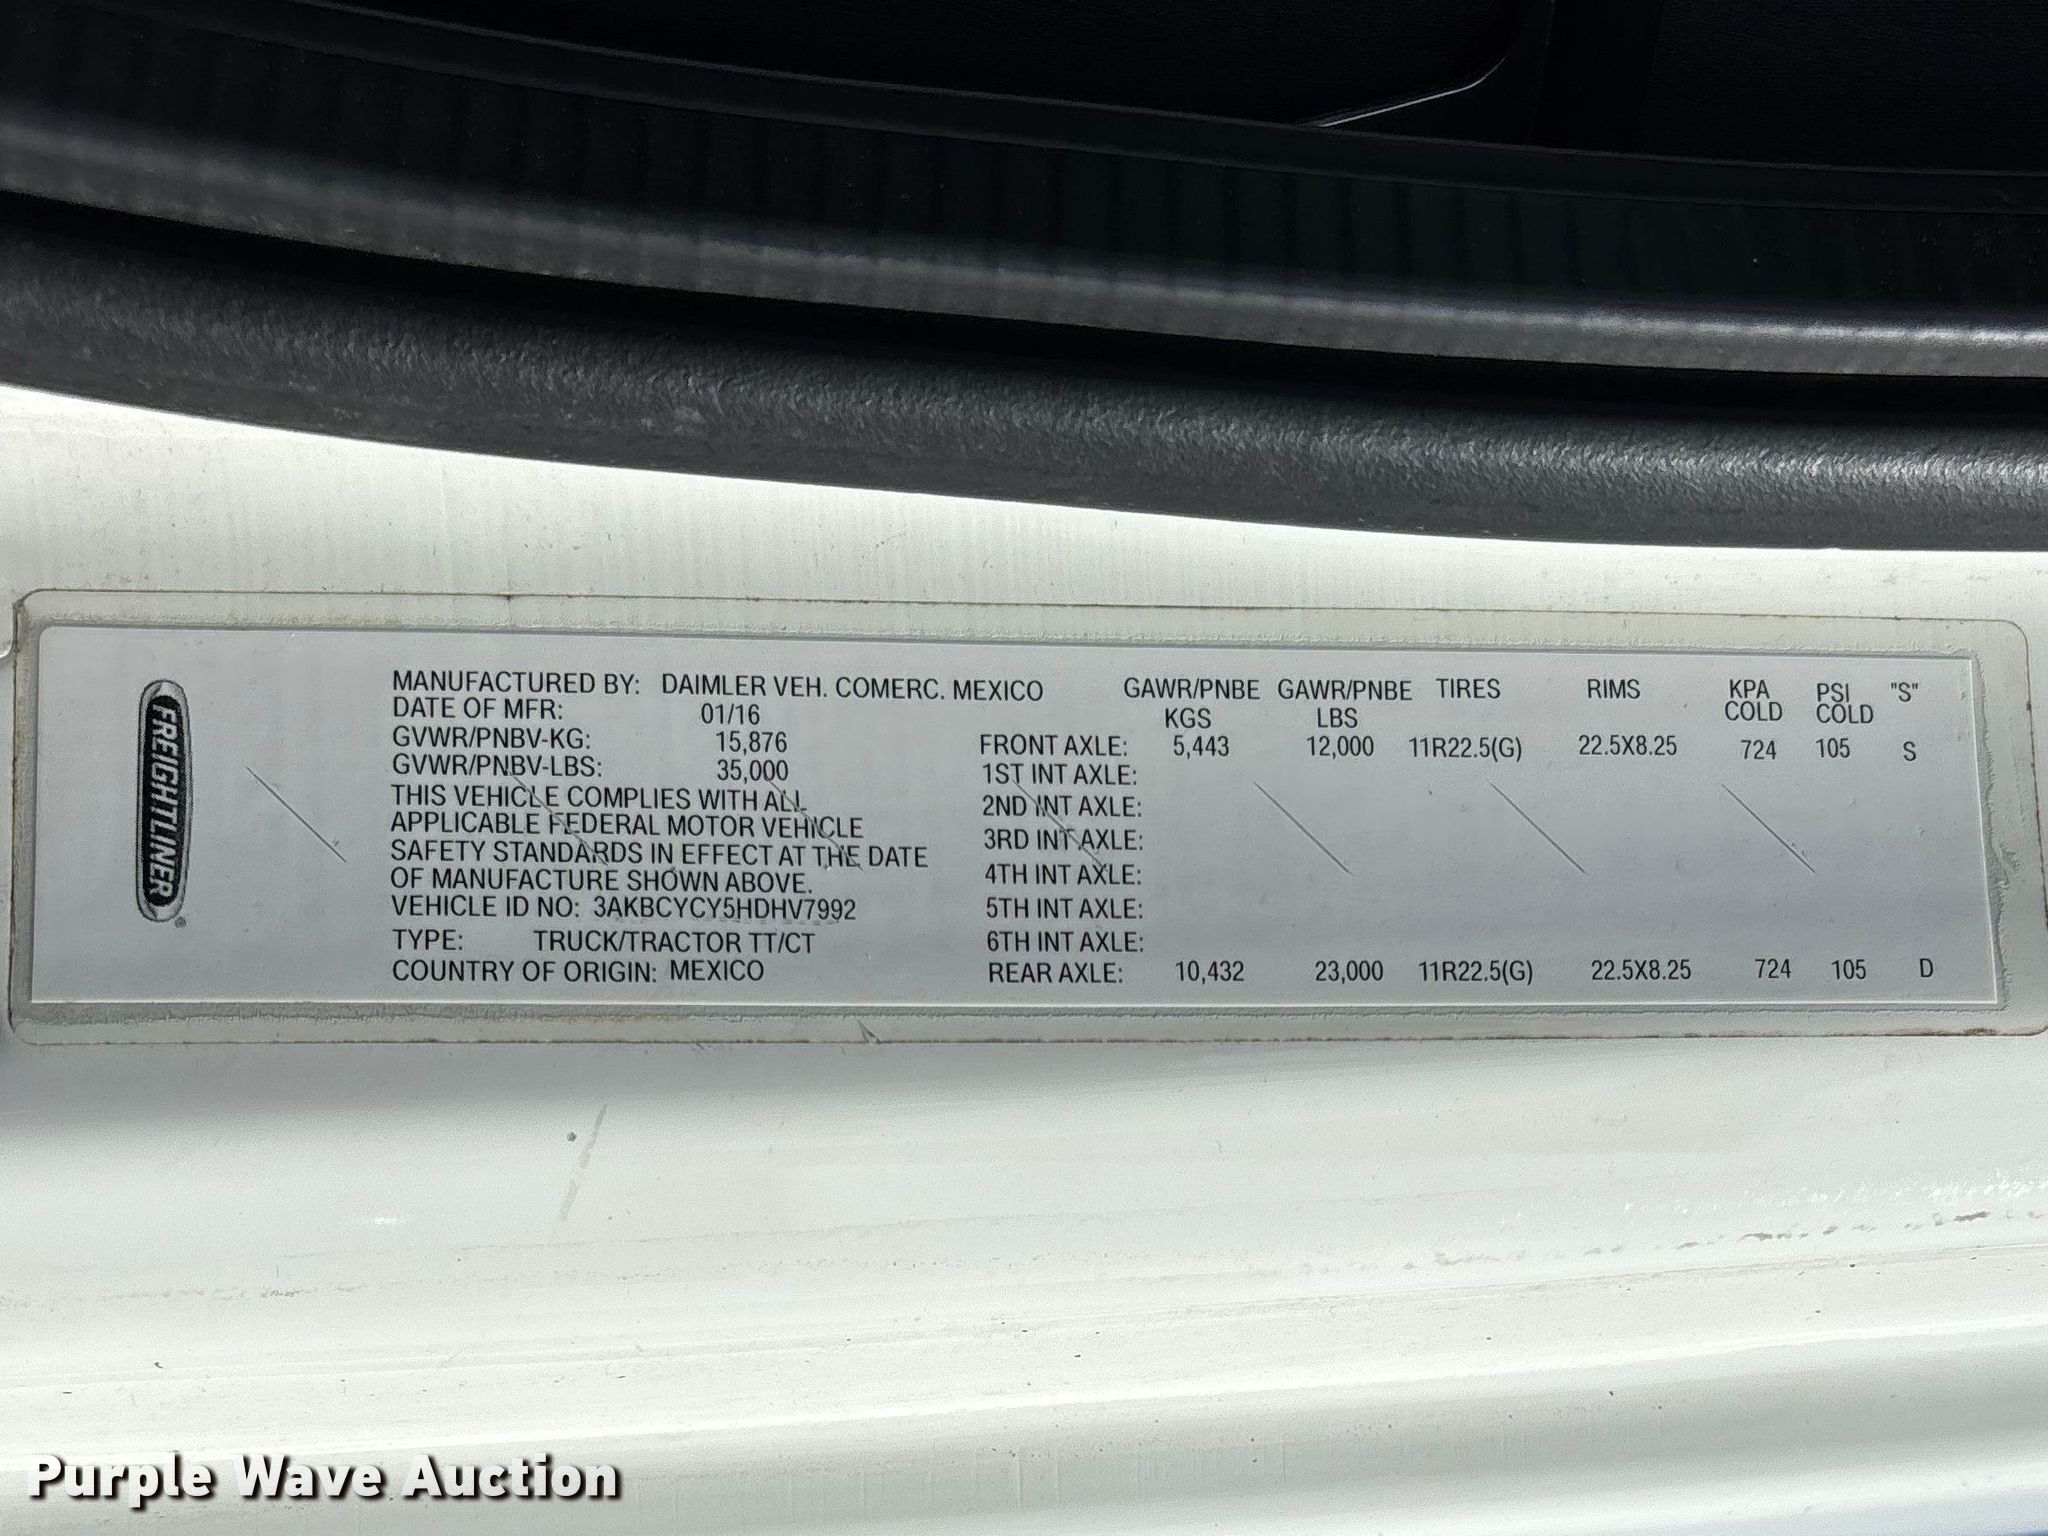 FREIGHTLINER®
MANUFACTURED BY: DAIMLER VEH. COMERC. MEXICO
DATE OF MFR: 01/16
GVWR/PNBV-KG: 15,876
GVWR/PNBV-LBS: 35,000
THIS VEHICLE COMPLIES WITH ALL
APPLICABLE FEDERAL MOTOR VEHICLE
SAFETY STANDARDS IN EFFECT AT THE DATE
OF MANUFACTURE SHOWN ABOVE.
VEHICLE ID NO: 3AKBCYCY5HDHV7992
TYPE: TRUCK/TRACTOR TT/CT
COUNTRY OF ORIGIN: MEXICO
GAWR/PNBE GAWR/PNBE TIRES RIMS KPA PSI "S"
KGS LBS COLD COLD
FRONT AXLE: 5,443 12,000 11R22.5(G) 22.5X8.25 724 105 S
1ST INT AXLE:
2ND INT AXLE:
3RD INT AXLE:
4TH INT AXLE:
5TH INT AXLE:
6TH INT AXLE:
REAR AXLE: 10,432 23,000 11R22.5(G) 22.5X8.25 724 105 D
Purple Wave Auction